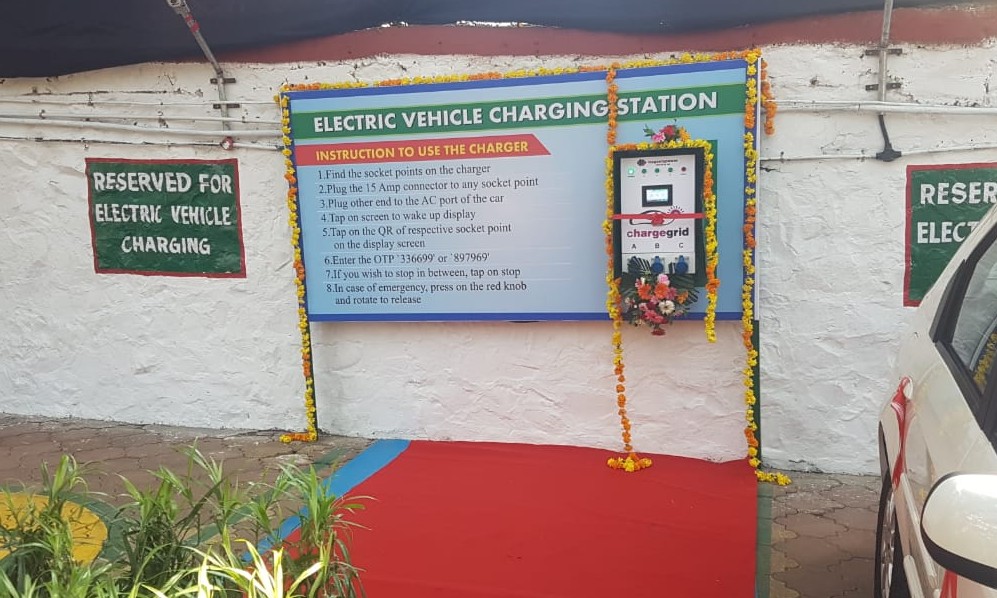 ELECTRIC VEHICLE CHARGING STATION
INSTRUCTION TO USE THE CHARGER
1.Find the socket points on the charger
2.Plug the 15 Amp connector to any socket point
3.Plug other end to the AC port of the car
4.Tap on screen to wake up display
5.Tap on the QR of respective socket point
on the display screen
6.Enter the OTP `336699' or `897969'
7.If you wish to stop in between, tap on stop
8.In case of emergency, press on the red knob
and rotate to release
chargegrid
A B C
RESERVED FOR
ELECTRIC VEHICLE
CHARGING
RESER
ELECT